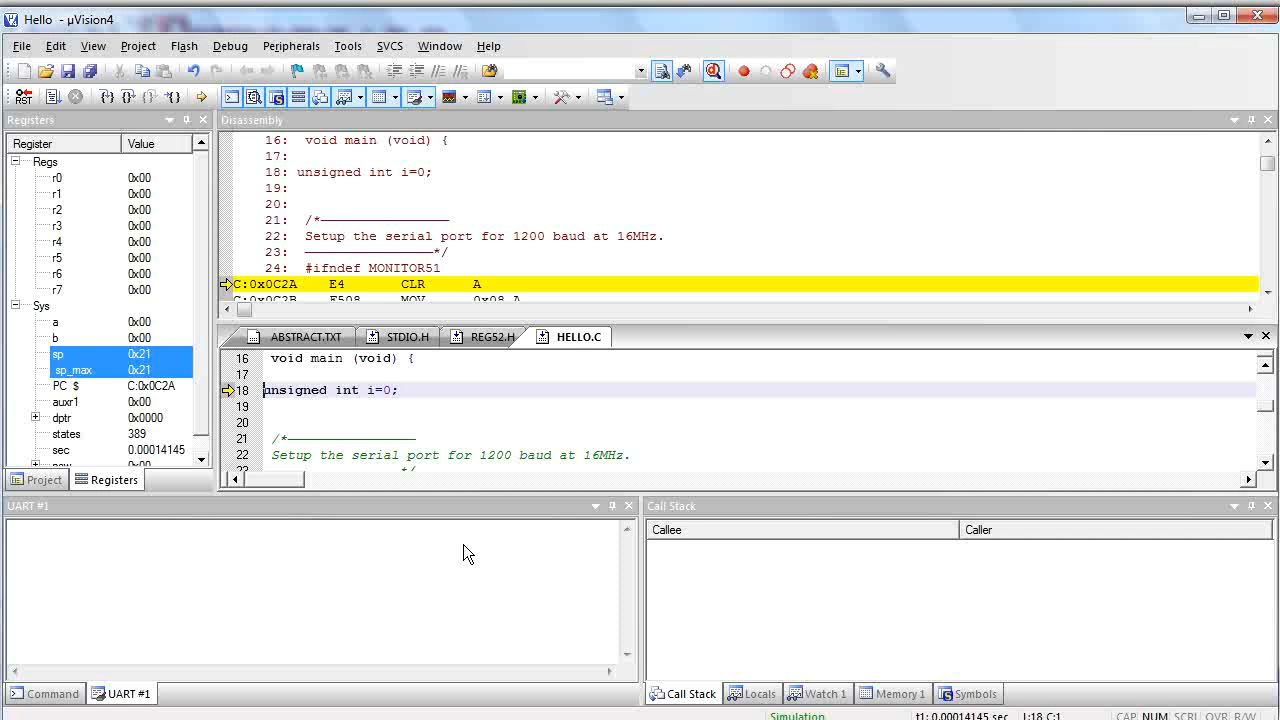 Hello - µVision4
File Edit View Project Flash Debug Peripherals Tools SVCS Window Help
Registers
Register Value
Regs
r0 0x00
r1 0x00
r2 0x00
r3 0x00
r4 0x00
r5 0x00
r6 0x00
r7 0x00
Sys
a 0x00
b 0x00
sp 0x21
sp_max 0x21
PC $ C:0x0C2A
auxr1 0x00
dptr 0x0000
states 389
sec 0.00014145
psw 0x00
Project Registers
Disassembly
16: void main (void) {
17:
18: unsigned int i=0;
19:
20:
21: /*————————————————
22: Setup the serial port for 1200 baud at 16MHz.
23: ————————————————*/
24: #ifndef MONITOR51
C:0x0C2A E4 CLR A
C:0x0C2B F508 MOV 0x08,A
ABSTRACT.TXT STDIO.H REG52.H HELLO.C
16 void main (void) {
17
18 unsigned int i=0;
19
20
21 /*————————————————
22 Setup the serial port for 1200 baud at 16MHz.
23 ————————————————*/
UART #1
Command UART #1
Call Stack
Callee Caller
Call Stack Locals Watch 1 Memory 1 Symbols
Simulation t1: 0.00014145 sec L:18 C:1 CAP NUM SCRL OVR R/W